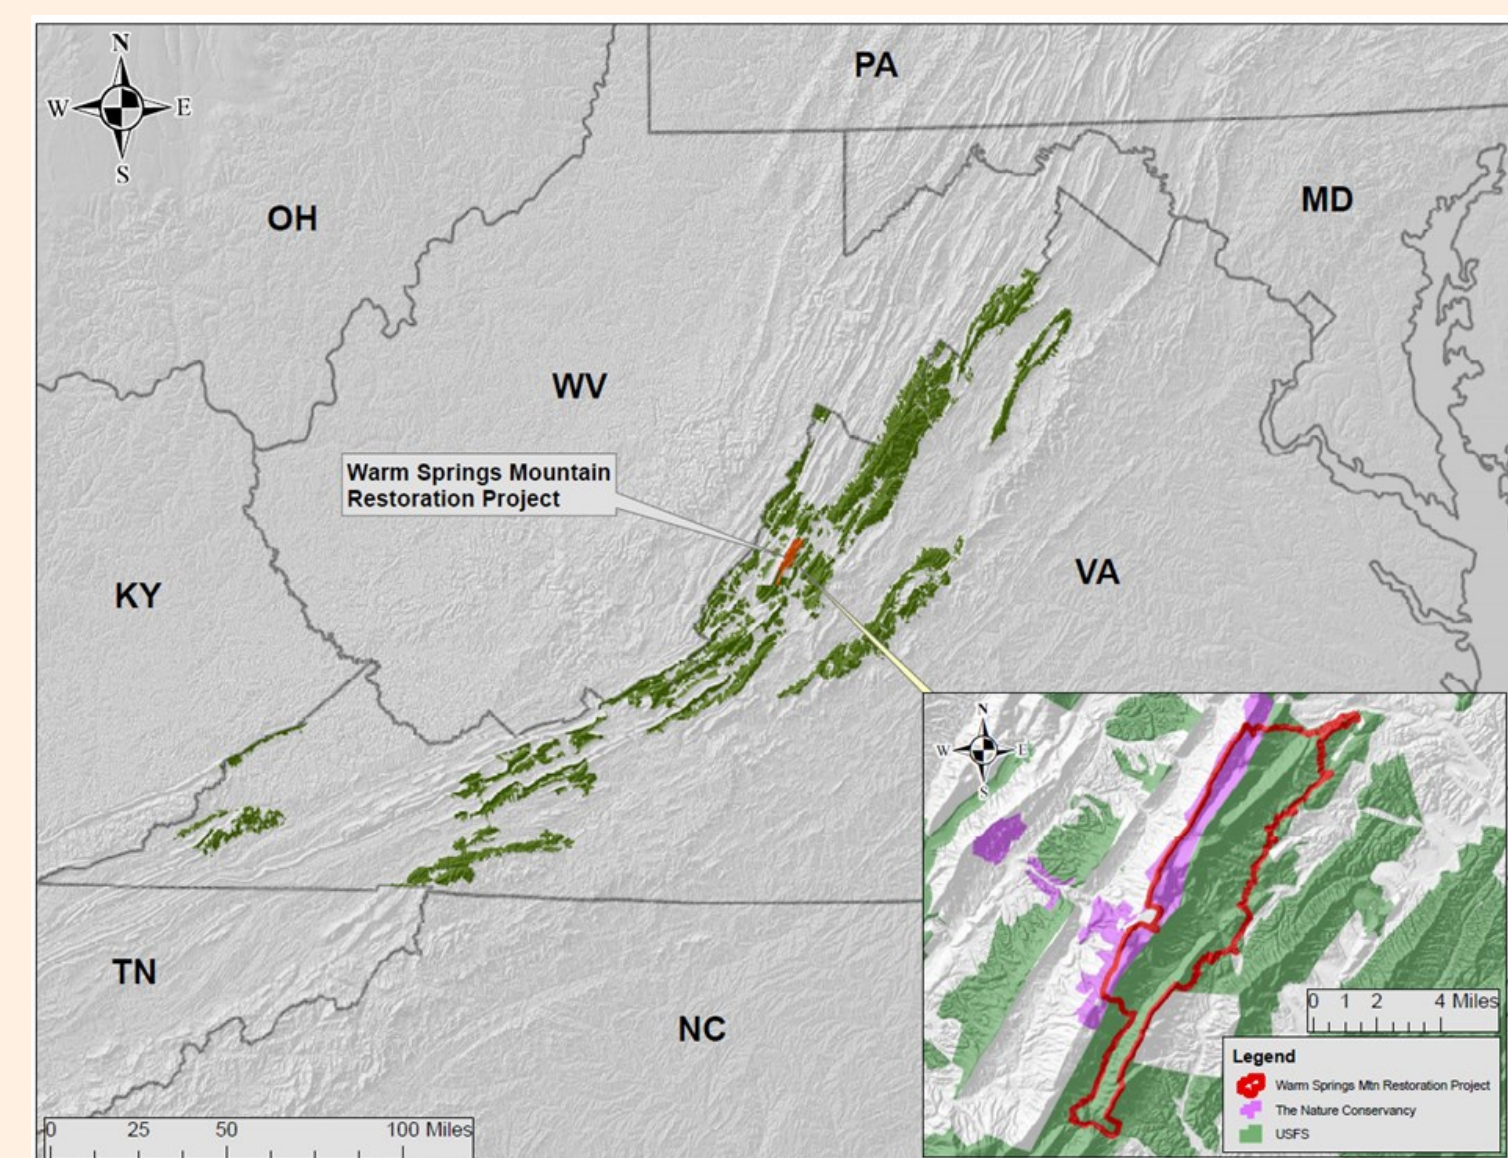 N
W E
S
PA
OH
MD
WV
Warm Springs Mountain
Restoration Project
KY
VA
TN
NC
0 25 50 100 Miles
N
W E
S
0 1 2 4 Miles
Legend
Warm Springs Mtn Restoration Project
The Nature Conservancy
USFS